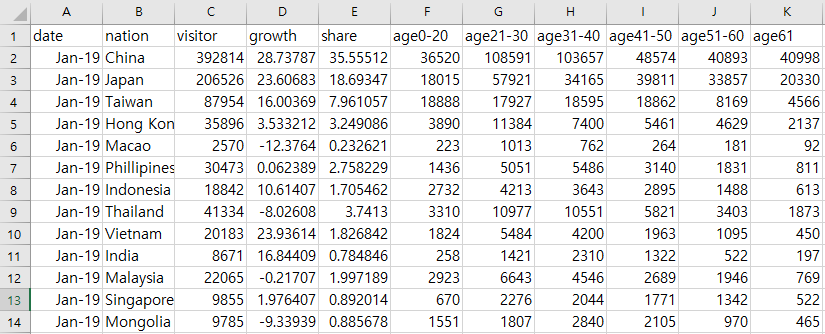 A B C D E F G H I J K
1 date nation visitor growth share age0-20 age21-30 age31-40 age41-50 age51-60 age61
2 Jan-19 China 392814 28.73787 35.55512 36520 108591 103657 48574 40893 40998
3 Jan-19 Japan 206526 23.60683 18.69347 18015 57921 34165 39811 33857 20330
4 Jan-19 Taiwan 87954 16.00369 7.961057 18888 17927 18595 18862 8169 4566
5 Jan-19 Hong Kon 35896 3.533212 3.249086 3890 11384 7400 5461 4629 2137
6 Jan-19 Macao 2570 -12.3764 0.232621 223 1013 762 264 181 92
7 Jan-19 Phillipines 30473 0.062389 2.758229 1436 5051 5486 3140 1831 811
8 Jan-19 Indonesia 18842 10.61407 1.705462 2732 4213 3643 2895 1488 613
9 Jan-19 Thailand 41334 -8.02608 3.7413 3310 10977 10551 5821 3403 1873
10 Jan-19 Vietnam 20183 23.93614 1.826842 1824 5484 4200 1963 1095 450
11 Jan-19 India 8671 16.84409 0.784846 258 1421 2310 1322 522 197
12 Jan-19 Malaysia 22065 -0.21707 1.997189 2923 6643 4546 2689 1946 769
13 Jan-19 Singapore 9855 1.976407 0.892014 670 2276 2044 1771 1342 522
14 Jan-19 Mongolia 9785 -9.33939 0.885678 1551 1807 2840 2105 970 465